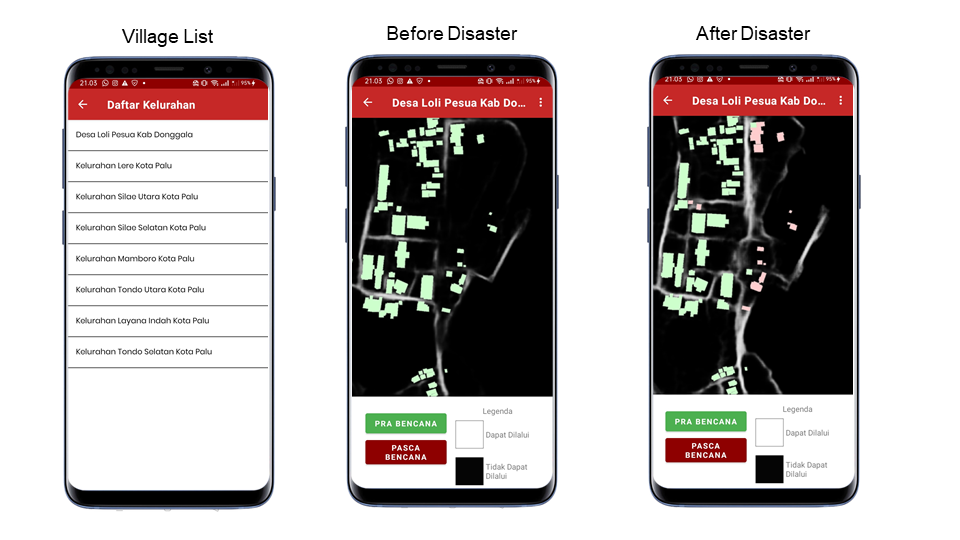 Village List
Before Disaster
After Disaster
21.03
95%
Daftar Kelurahan
Desa Loli Pesua Kab Donggala
Kelurahan Lere Kota Palu
Kelurahan Silae Utara Kota Palu
Kelurahan Silae Selatan Kota Palu
Kelurahan Mamboro Kota Palu
Kelurahan Tondo Utara Kota Palu
Kelurahan Layana Indah Kota Palu
Kelurahan Tondo Selatan Kota Palu
21.03
95%
Desa Loli Pesua Kab Do...
PRA BENCANA
PASCA
BENCANA
Legenda
Dapat Dilalui
Tidak Dapat
Dilalui
21.03
95%
Desa Loli Pesua Kab Do...
PRA BENCANA
PASCA
BENCANA
Legenda
Dapat Dilalui
Tidak Dapat
Dilalui